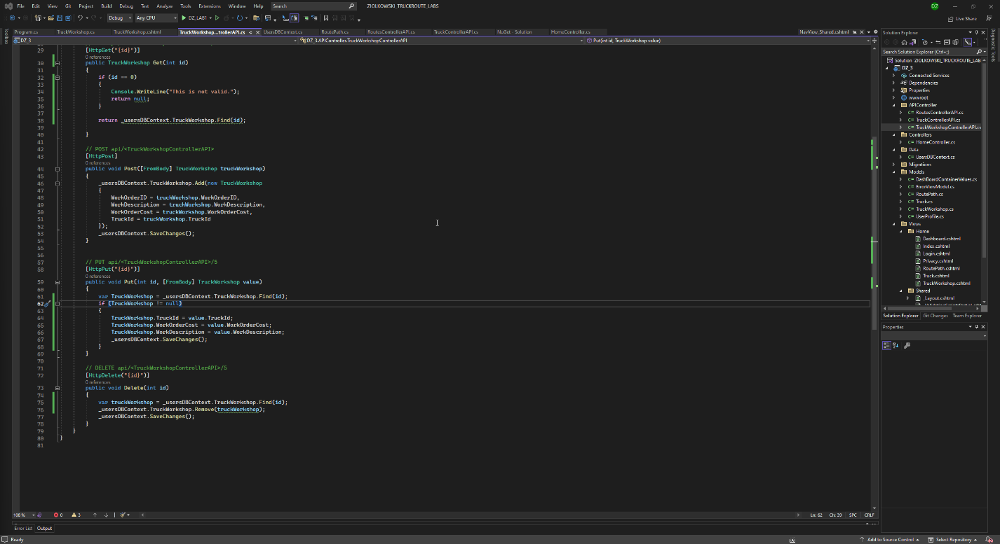 File Edit View Git Project Build Debug Test Analyze Tools Extensions Window Help Search ZIOLKOWSKI_TRUCKROUTE_LABS DZ
Debug Any CPU DZ_LAB1 Live Share
Toolbox
Program.cs TruckWorkshop.cs TruckWorkshop.cshtml TruckWorkshop...trollerAPI.cs UsersDBContext.cs RoutePath.cs RoutesControllerAPI.cs TruckControllerAPI.cs NuGet - Solution HomeController.cs NavView_Shared.cshtml
DZ_3 DZ_3.APIController.TruckWorkshopControllerAPI Put(int id, TruckWorkshop value)
29 [HttpGet("{id}")]
0 references
30 public TruckWorkshop Get(int id)
31 {
32 if (id == 0)
33 {
34 Console.WriteLine("This is not valid.");
35 return null;
36 }
37
38 return _usersDBContext.TruckWorkshop.Find(id);
39
40 }
41
42 // POST api/<TruckWorkshopControllerAPI>
43 [HttpPost]
0 references
44 public void Post([FromBody] TruckWorkshop truckWorkshop)
45 {
46 _usersDBContext.TruckWorkshop.Add(new TruckWorkshop
47 {
48 WorkOrderID = truckWorkshop.WorkOrderID,
49 WorkDescription = truckWorkshop.WorkDescription,
50 WorkOrderCost = truckWorkshop.WorkOrderCost,
51 TruckId = truckWorkshop.TruckId
52 });
53 _usersDBContext.SaveChanges();
54 }
55
56
57 // PUT api/<TruckWorkshopControllerAPI>/5
58 [HttpPut("{id}")]
0 references
59 public void Put(int id, [FromBody] TruckWorkshop value)
60 {
61 var TruckWorkshop = _usersDBContext.TruckWorkshop.Find(id);
62 if (TruckWorkshop != null)
63 {
64 TruckWorkshop.TruckId = value.TruckId;
65 TruckWorkshop.WorkOrderCost = value.WorkOrderCost;
66 TruckWorkshop.WorkDescription = value.WorkDescription;
67 _usersDBContext.SaveChanges();
68 }
69 }
70
71 // DELETE api/<TruckWorkshopControllerAPI>/5
72 [HttpDelete("{id}")]
0 references
73 public void Delete(int id)
74 {
75 var truckWorkshop = _usersDBContext.TruckWorkshop.Find(id);
76 _usersDBContext.TruckWorkshop.Remove(truckWorkshop);
77 _usersDBContext.SaveChanges();
78 }
79 }
80 }
81
108 % 0 3 Ln: 62 Ch: 39 SPC CRLF
Error List Output
Ready Add to Source Control Select Repository
Solution Explorer
Search Solution Explorer (Ctrl+;)
Solution 'ZIOLKOWSKI_TRUCKROUTE_LAB
DZ_3
Connected Services
Dependencies
Properties
wwwroot
APIController
C# RoutesControllerAPI.cs
C# TruckControllerAPI.cs
C# TruckWorkshopControllerAPI.cs
Controllers
C# HomeController.cs
Data
C# UsersDBContext.cs
Migrations
Models
C# DashBoardContainerValues.cs
C# ErrorViewModel.cs
C# RoutePath.cs
C# Truck.cs
C# TruckWorkshop.cs
C# UserProfile.cs
Views
Home
Dashboard.cshtml
Index.cshtml
Login.cshtml
Privacy.cshtml
RoutePath.cshtml
Truck.cshtml
TruckWorkshop.cshtml
Shared
_Layout.cshtml
Solution Explorer Git Changes Team Explorer
Properties
Diagnostic Tools